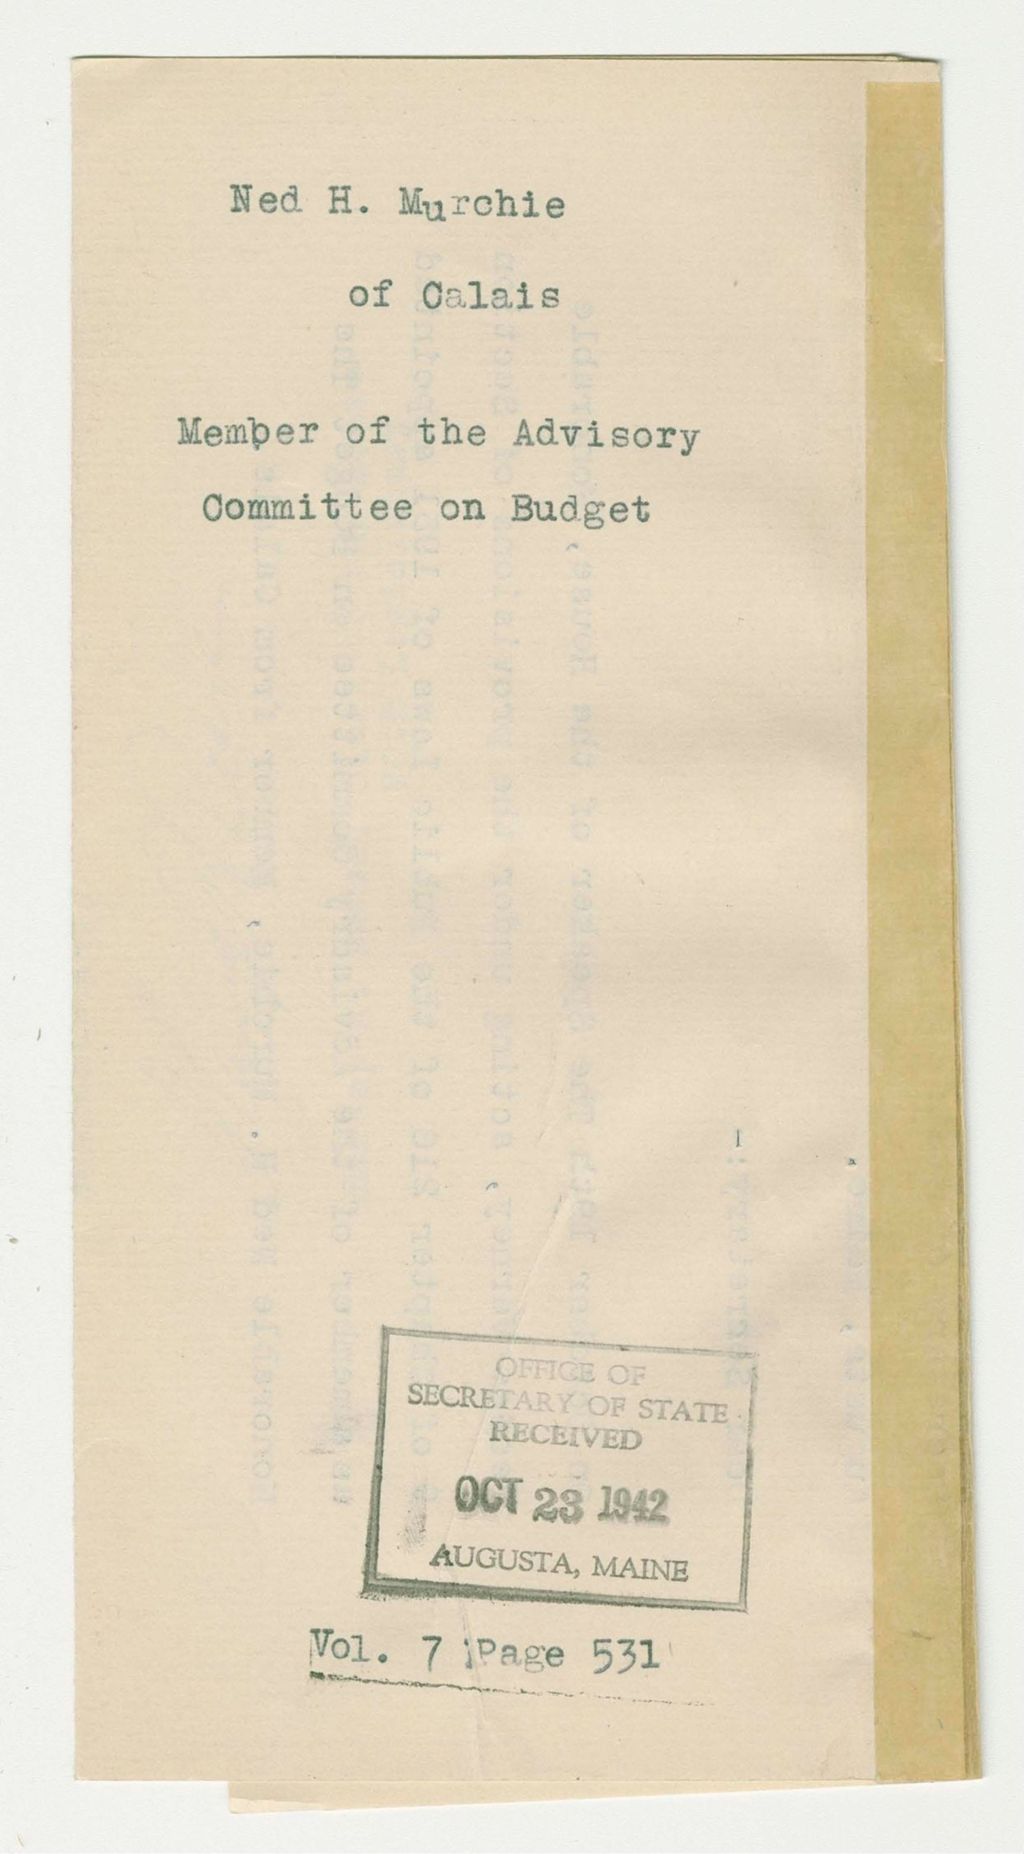 Ned H. Murchie
of Calais
Member of the Advisory
Committee on Budget
OFFICE OF
SECRETARY OF STATE
RECEIVED
OCT 23 1942
AUGUSTA, MAINE
Vol. 7 Page 531